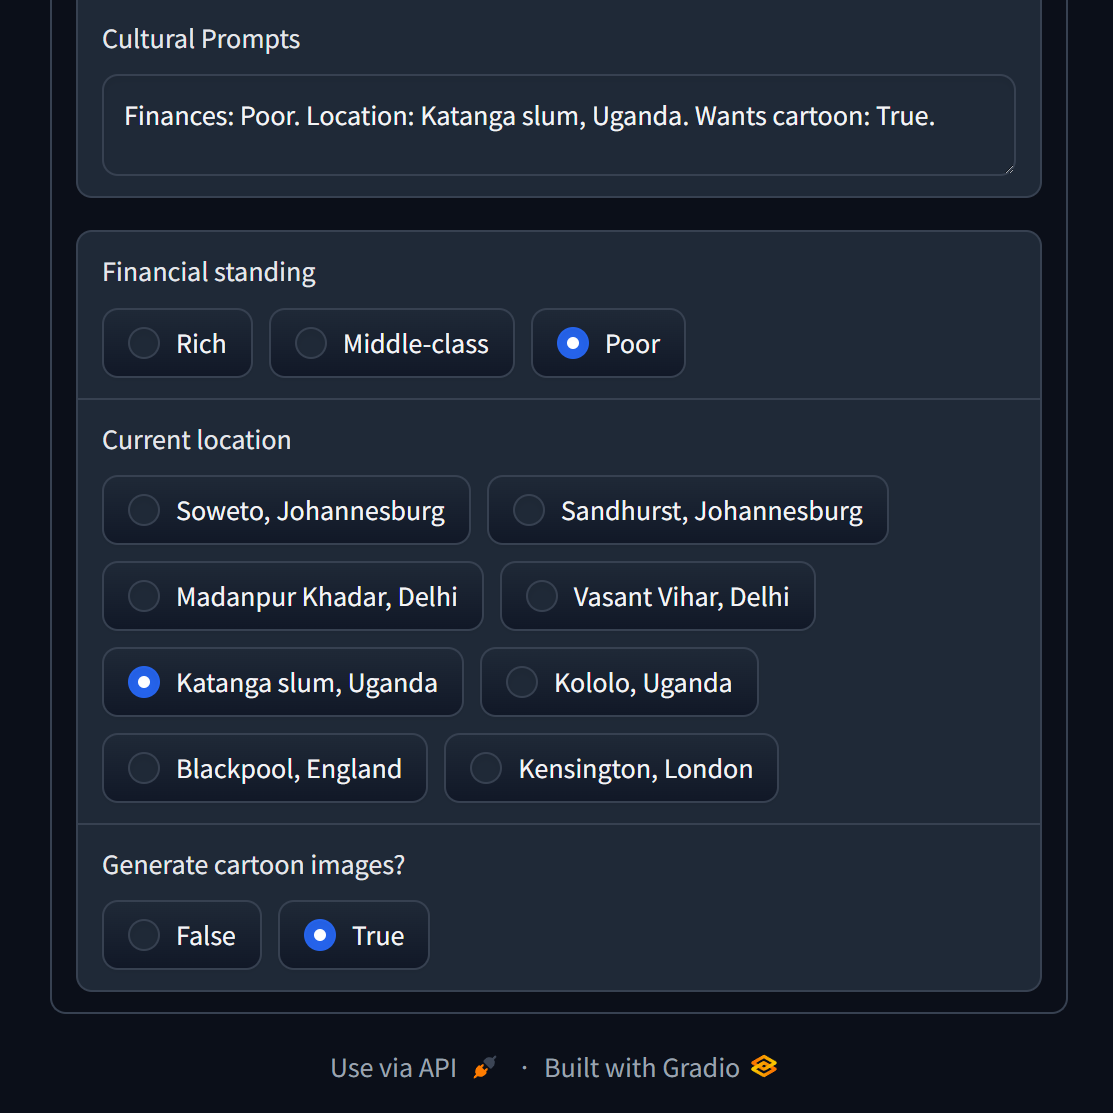 Cultural Prompts
Finances: Poor. Location: Katanga slum, Uganda. Wants cartoon: True.
Financial standing
Rich Middle-class Poor
Current location
Soweto, Johannesburg Sandhurst, Johannesburg
Madanpur Khadar, Delhi Vasant Vihar, Delhi
Katanga slum, Uganda Kololo, Uganda
Blackpool, England Kensington, London
Generate cartoon images?
False True
Use via API · Built with Gradio